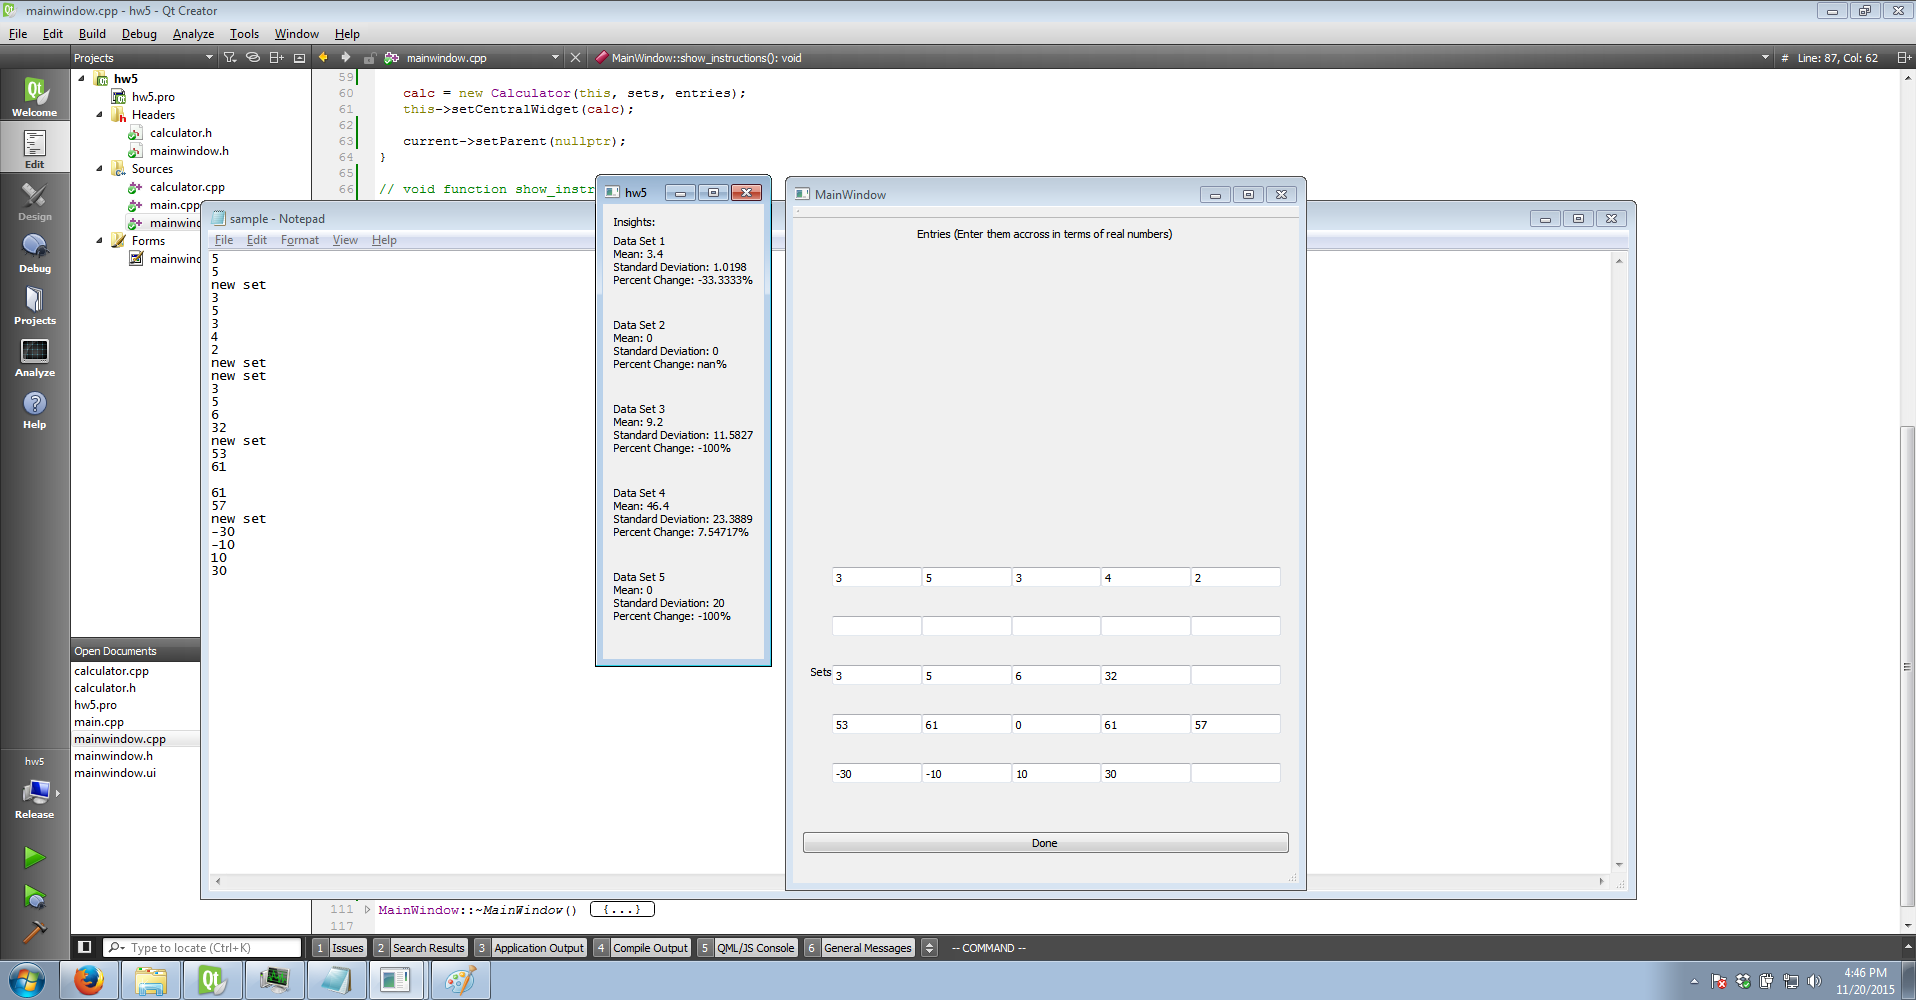 mainwindow.cpp - hw5 - Qt Creator
File Edit Build Debug Analyze Tools Window Help
Projects mainwindow.cpp MainWindow::show_instructions(): void # Line: 87, Col: 62
Welcome
Edit
Design
Debug
Projects
Analyze
Help
hw5
Release
hw5
hw5.pro
Headers
calculator.h
mainwindow.h
Sources
calculator.cpp
main.cpp
mainwind
Forms
mainwind
Open Documents
calculator.cpp
calculator.h
hw5.pro
main.cpp
mainwindow.cpp
mainwindow.h
mainwindow.ui
59
60 calc = new Calculator(this, sets, entries);
61 this->setCentralWidget(calc);
62
63 current->setParent(nullptr);
64 }
65
66 // void function show_instr
sample - Notepad
File Edit Format View Help
5
5
new set
3
5
3
4
2
new set
new set
3
5
6
32
new set
53
61
61
57
new set
-30
-10
10
30
hw5
Insights:
Data Set 1
Mean: 3.4
Standard Deviation: 1.0198
Percent Change: -33.3333%
Data Set 2
Mean: 0
Standard Deviation: 0
Percent Change: nan%
Data Set 3
Mean: 9.2
Standard Deviation: 11.5827
Percent Change: -100%
Data Set 4
Mean: 46.4
Standard Deviation: 23.3889
Percent Change: 7.54717%
Data Set 5
Mean: 0
Standard Deviation: 20
Percent Change: -100%
MainWindow
Entries (Enter them accross in terms of real numbers)
3 5 3 4 2
Sets 3 5 6 32
53 61 0 61 57
-30 -10 10 30
Done
111 MainWindow::~MainWindow() {...}
117
Type to locate (Ctrl+K) 1 Issues 2 Search Results 3 Application Output 4 Compile Output 5 QML/JS Console 6 General Messages -- COMMAND --
4:46 PM
11/20/2015